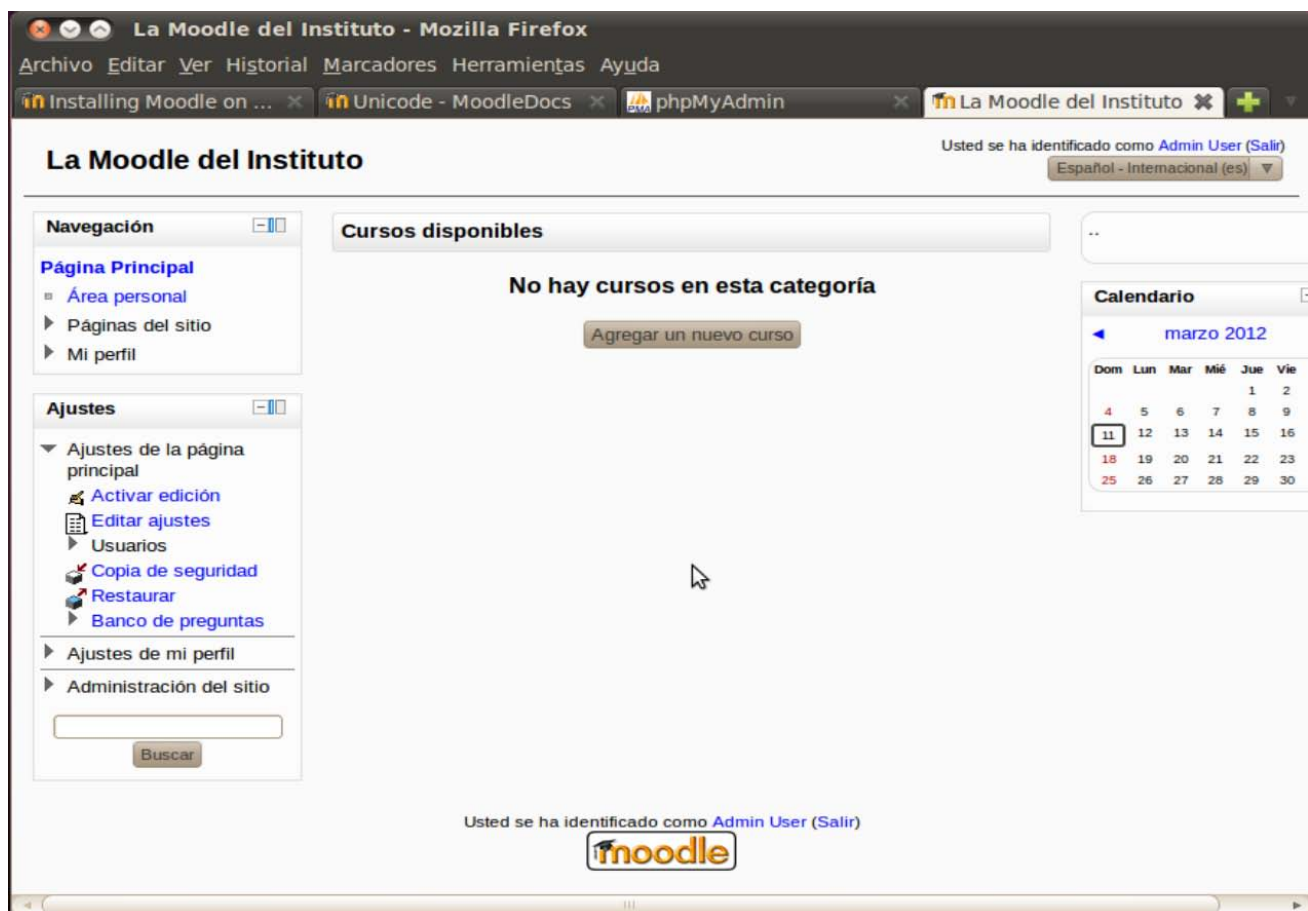 La Moodle del Instituto - Mozilla Firefox
Archivo Editar Ver Historial Marcadores Herramientas Ayuda
Installing Moodle on ...
Unicode - MoodleDocs
phpMyAdmin
La Moodle del Instituto
La Moodle del Instituto
Usted se ha identificado como Admin User (Salir)
Español - Internacional (es)
Navegación
Página Principal
Área personal
Páginas del sitio
Mi perfil
Ajustes
Ajustes de la página
principal
Activar edición
Editar ajustes
Usuarios
Copia de seguridad
Restaurar
Banco de preguntas
Ajustes de mi perfil
Administración del sitio
Buscar
Cursos disponibles
No hay cursos en esta categoría
Agregar un nuevo curso
..
Calendario
marzo 2012
Dom Lun Mar Mié Jue Vie
1 2
4 5 6 7 8 9
11 12 13 14 15 16
18 19 20 21 22 23
25 26 27 28 29 30
Usted se ha identificado como Admin User (Salir)
moodle